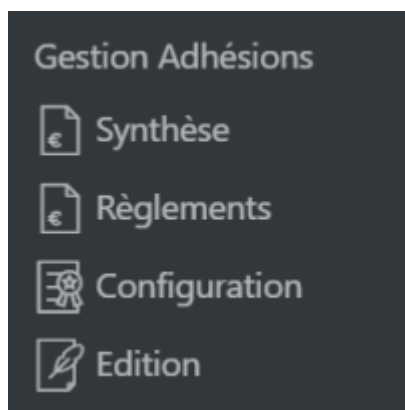 Gestion Adhésions
€ Synthèse
€ Règlements
Configuration
Edition